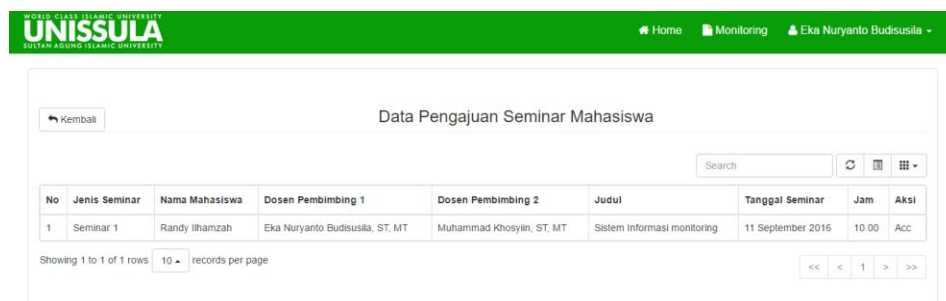 WORLD CLASS ISLAMIC UNIVERSITY
UNISSULA
SULTAN AGUNG ISLAMIC UNIVERSITY
Home Monitoring Eka Nuryanto Budisusila
Kembali
Data Pengajuan Seminar Mahasiswa
Search
No Jenis Seminar Nama Mahasiswa Dosen Pembimbing 1 Dosen Pembimbing 2 Judul Tanggal Seminar Jam Aksi
1 Seminar 1 Randy Ilhamzah Eka Nuryanto Budisusila, ST, MT Muhammad Khosyiin, ST, MT Sistem Informasi monitoring 11 September 2016 10.00 Acc
Showing 1 to 1 of 1 rows 10 records per page
<< < 1 > >>